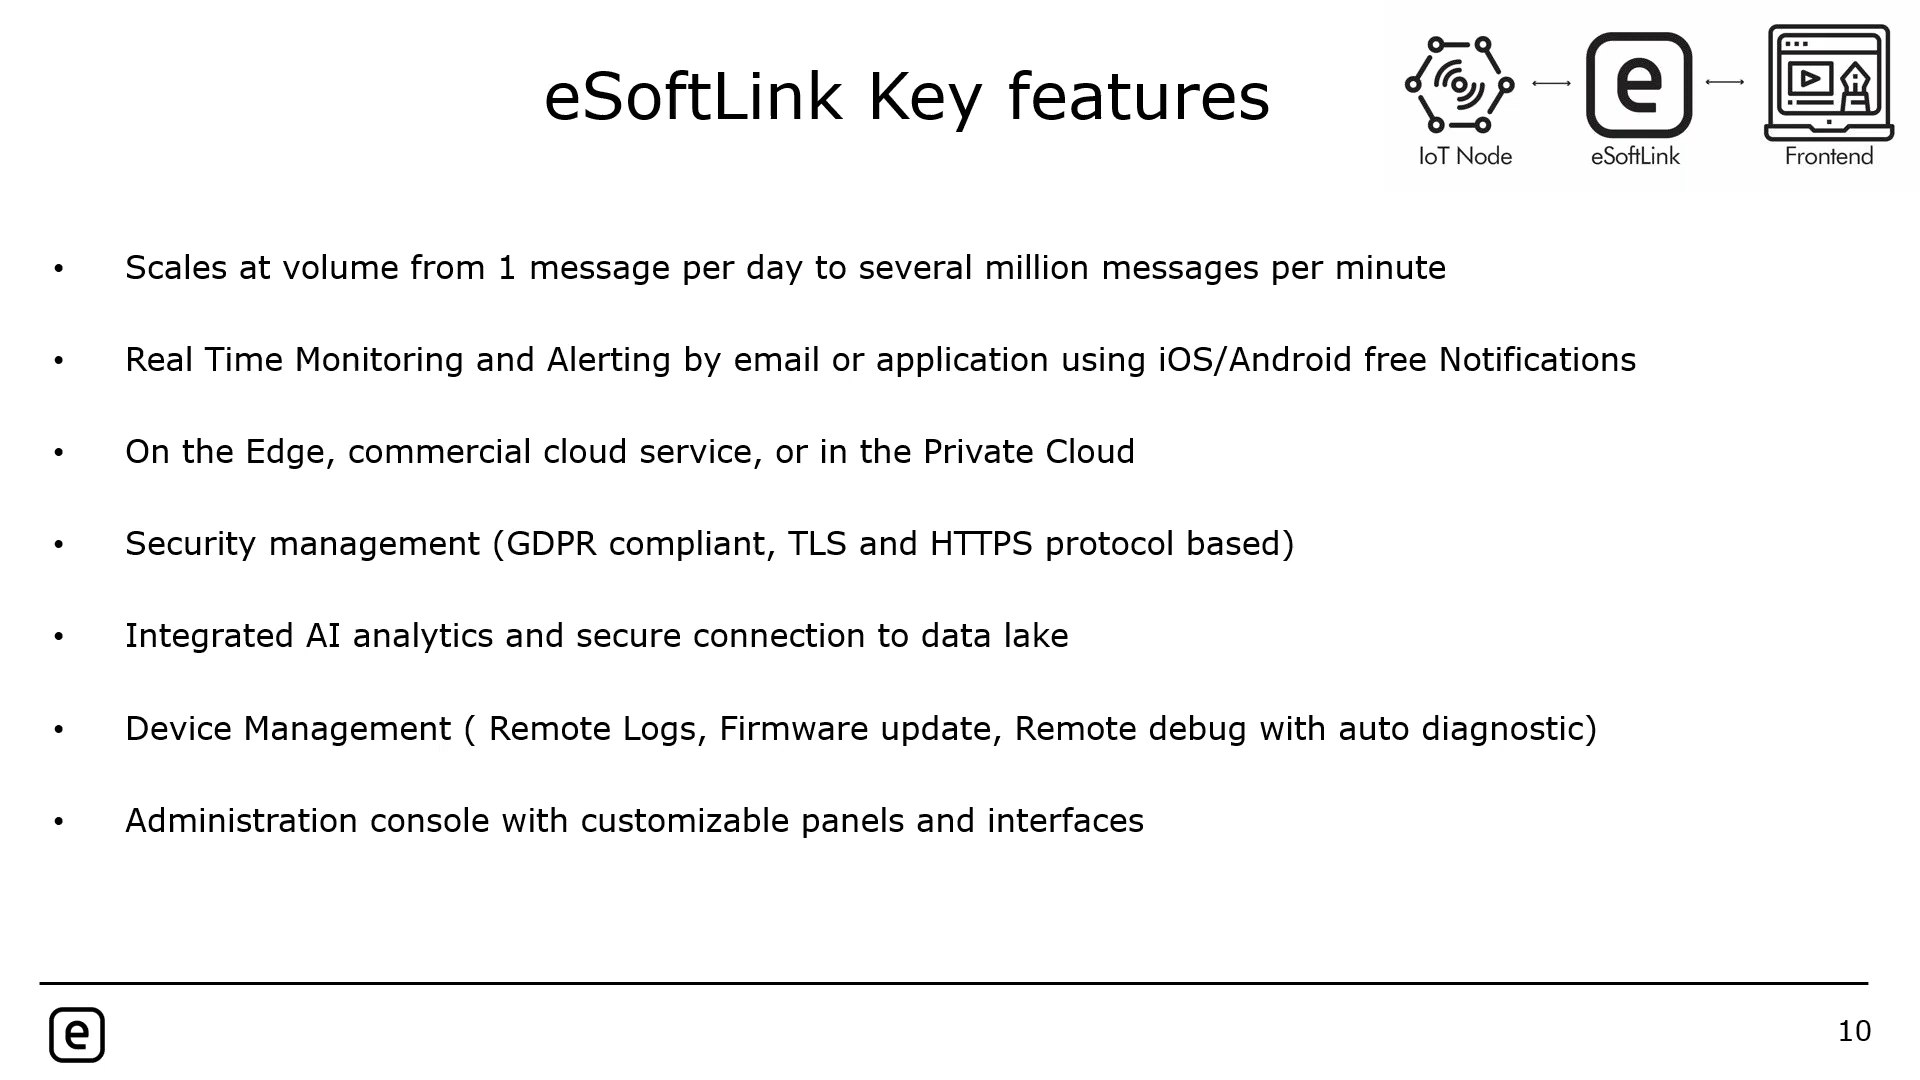 eSoftLink Key features
IoT Node
e
eSoftLink
Frontend
• Scales at volume from 1 message per day to several million messages per minute
• Real Time Monitoring and Alerting by email or application using iOS/Android free Notifications
• On the Edge, commercial cloud service, or in the Private Cloud
• Security management (GDPR compliant, TLS and HTTPS protocol based)
• Integrated AI analytics and secure connection to data lake
• Device Management ( Remote Logs, Firmware update, Remote debug with auto diagnostic)
• Administration console with customizable panels and interfaces
e
10